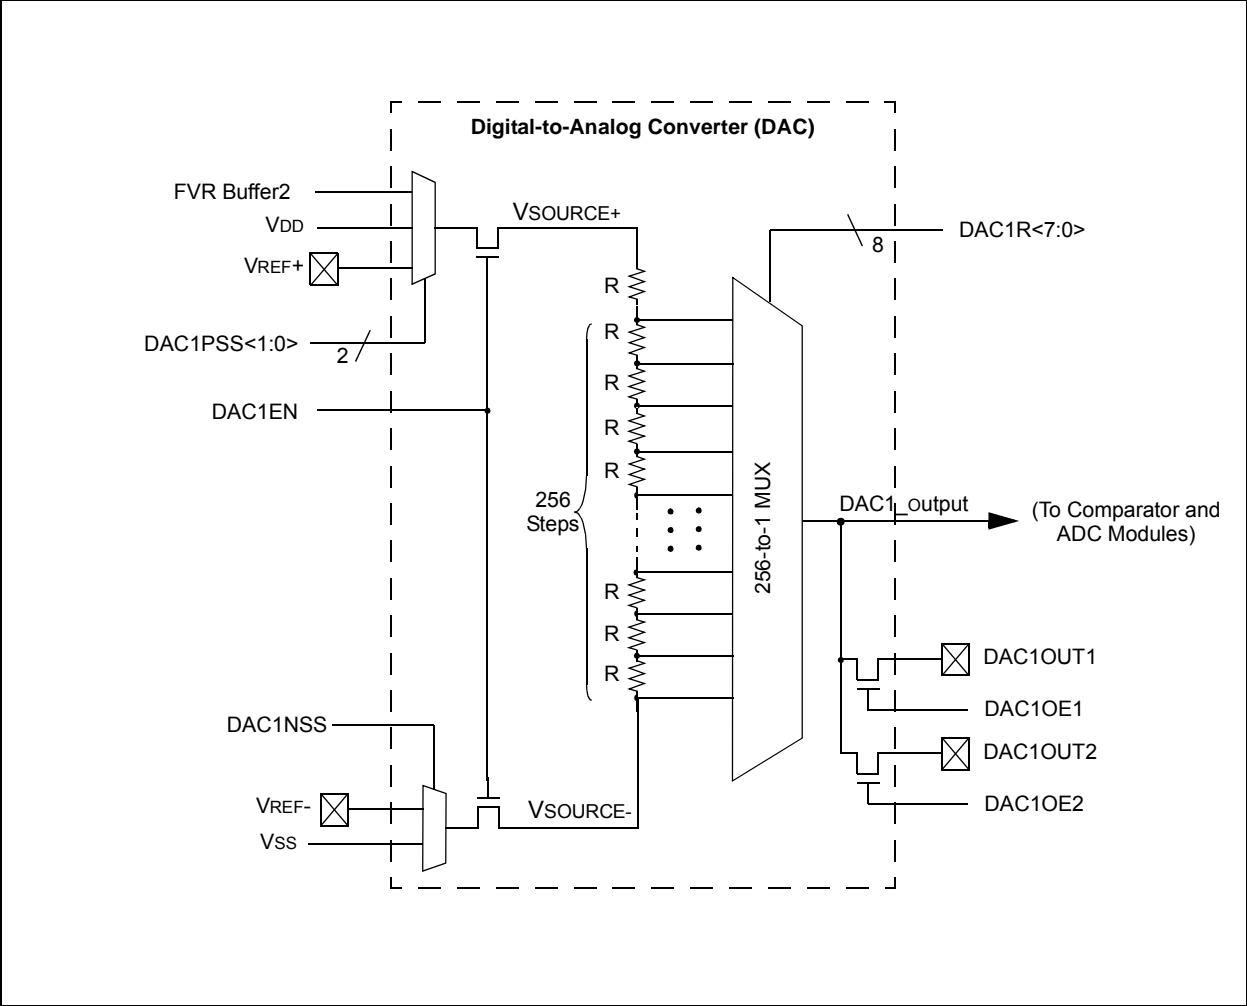 Digital-to-Analog Converter (DAC)
FVR Buffer2
VDD
VREF+
VSOURCE+
DAC1R<7:0>
8
R
R
DAC1PSS<1:0>
2
R
DAC1EN
R
R
256
Steps
256-to-1 MUX
DAC1_output
(To Comparator and
ADC Modules)
R
R
R
DAC1OUT1
DAC1OE1
DAC1NSS
DAC1OUT2
VREF-
VSOURCE-
DAC1OE2
VSS